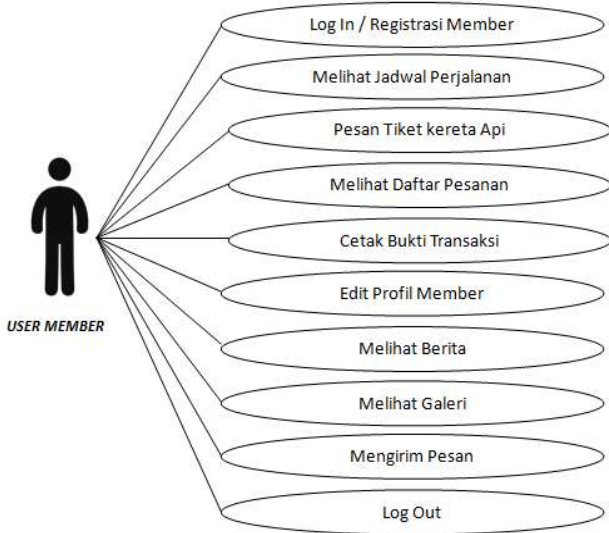 Log In / Registrasi Member
Melihat Jadwal Perjalanan
Pesan Tiket kereta Api
Melihat Daftar Pesanan
Cetak Bukti Transaksi
Edit Profil Member
USER MEMBER
Melihat Berita
Melihat Galeri
Mengirim Pesan
Log Out